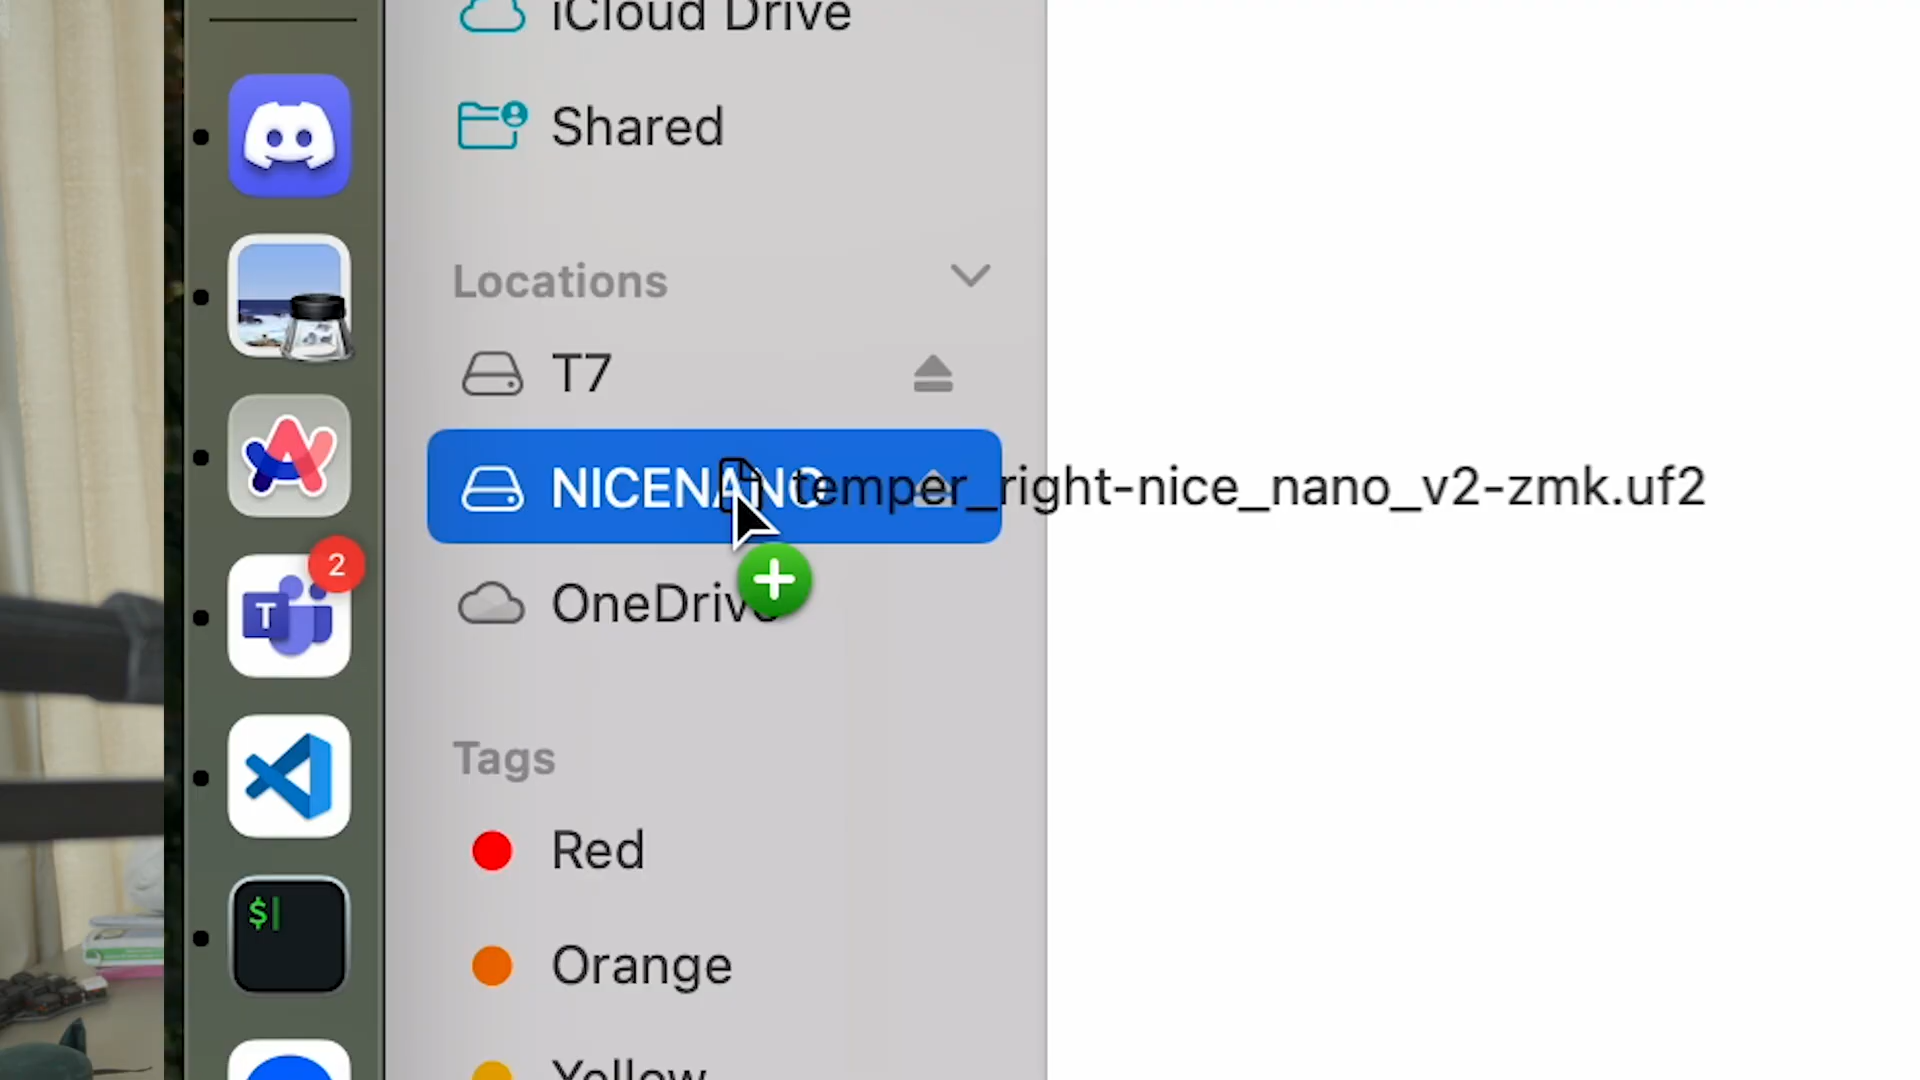 iCloud Drive
Shared
Locations
T7
NICENANO
temper_right-nice_nano_v2-zmk.uf2
OneDrive
2
T
Tags
Red
$
Orange
Yellow